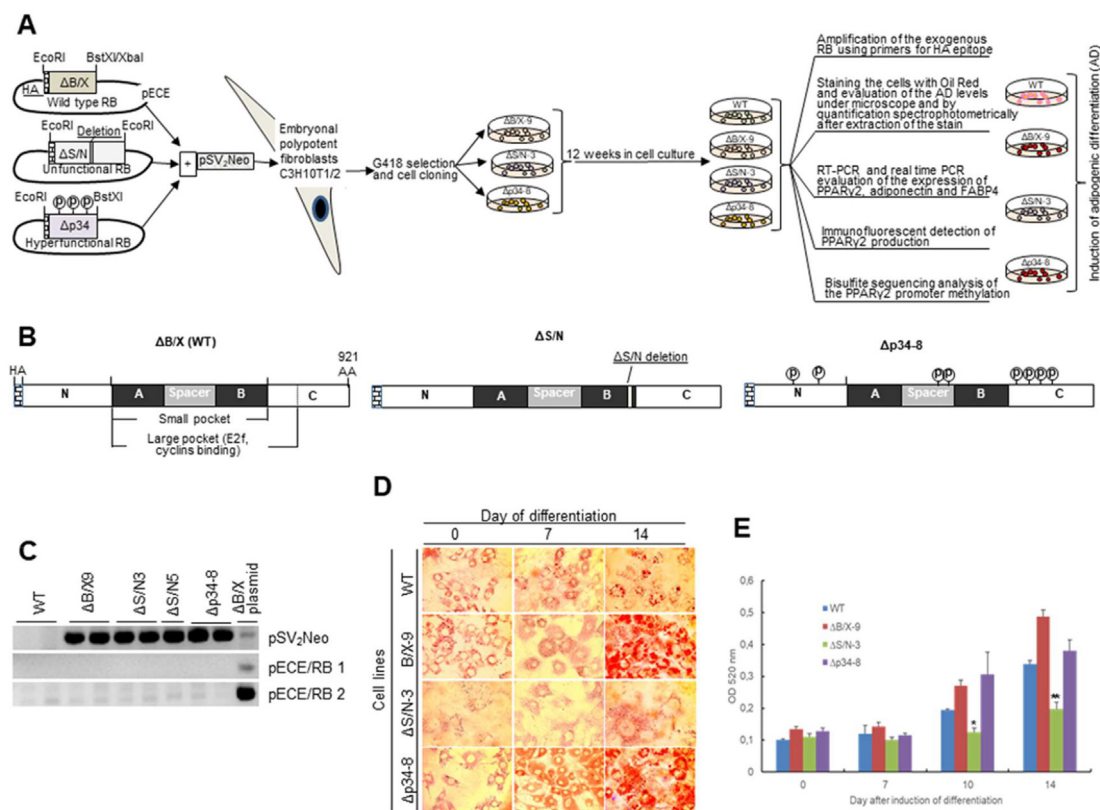 A
EcoRI
BstXI/XbaI
ΔB/X
HA
pECE
Wild type RB
EcoRI
Deletion
EcoRI
ΔS/N
Unfunctional RB
EcoRI
P P P
BstXI
Δp34
Hyperfunctional RB
+
pSV2Neo
Embryonal
polypotent
fibroblasts
C3H10T1/2
G418 selection
and cell cloning
ΔB/X-9
ΔS/N-3
Δp34-8
12 weeks in cell culture
WT
ΔB/X-9
ΔS/N-3
Δp34-8
Amplification of the exogenous
RB using primers for HA epitope
Staining the cells with Oil Red
and evaluation of the AD levels
under microscope and by
quantification spectrophotometrically
after extraction of the stain
RT-PCR and real time PCR
evaluation of the expression of
PPARγ2, adiponectin and FABP4
Immunofluorescent detection of
PPARγ2 production
Bisulfite sequencing analysis of
the PPARγ2 promoter methylation
WT
ΔB/X-9
ΔS/N-3
Δp34-8
Induction of adipogenic differentiation (AD)
B
ΔB/X (WT)
HA
921
AA
N A Spacer B C
Small pocket
Large pocket (E2f,
cyclins binding)
ΔS/N
ΔS/N deletion
N A Spacer B C
Δp34-8
P P P P P P P P
N A Spacer B C
C
WT
ΔB/X9
ΔS/N3
ΔS/N5
Δp34-8
ΔB/X
plasmid
pSV2Neo
pECE/RB 1
pECE/RB 2
D
Day of differentiation
0 7 14
Cell lines
WT
B/X-9
ΔS/N-3
Δp34-8
E
OD 520 nm
0,6
0,5
0,4
0,3
0,2
0,1
0
WT
ΔB/X-9
ΔS/N-3
Δp34-8
*
**
0 7 10 14
Day after induction of differentiation